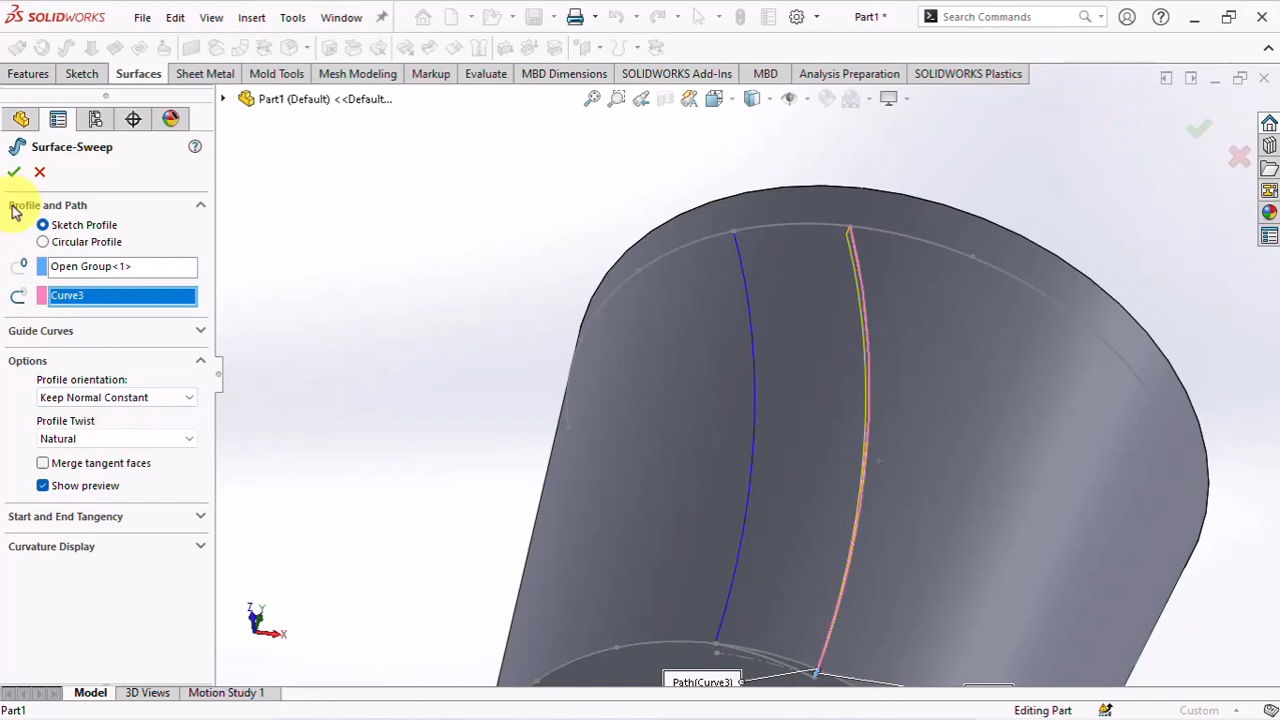 SOLIDWORKS File Edit View Insert Tools Window Part1 * Search Commands
Features Sketch Surfaces Sheet Metal Mold Tools Mesh Modeling Markup Evaluate MBD Dimensions SOLIDWORKS Add-Ins MBD Analysis Preparation SOLIDWORKS Plastics
Part1 (Default) <<Default...
Surface-Sweep
Profile and Path
Sketch Profile
Circular Profile
Open Group<1>
Curve3
Guide Curves
Options
Profile orientation:
Keep Normal Constant
Profile Twist
Natural
Merge tangent faces
Show preview
Start and End Tangency
Curvature Display
Z Y
X
Path(Curve3)
Model 3D Views Motion Study 1
Part1 Editing Part Custom